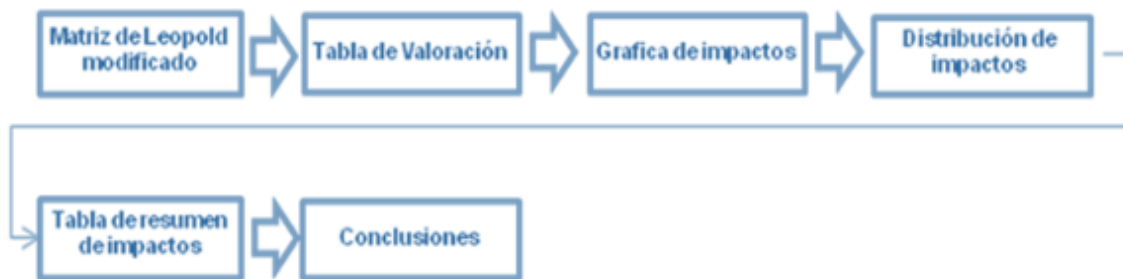 Matriz de Leopold
modificado
Tabla de Valoración
Grafica de impactos
Distribución de
impactos
Tabla de resumen
de impactos
Conclusiones